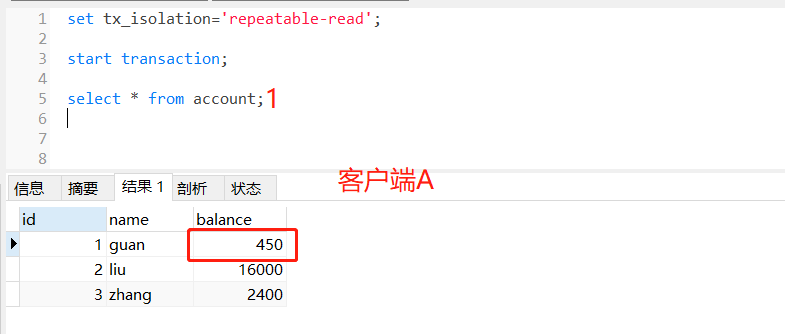 1 set tx_isolation='repeatable-read';
2
3 start transaction;
4
5 select * from account;1
6
7
8
信息 摘要 结果 1 剖析 状态
客户端A
id name balance
1 guan 450
2 liu 16000
3 zhang 2400